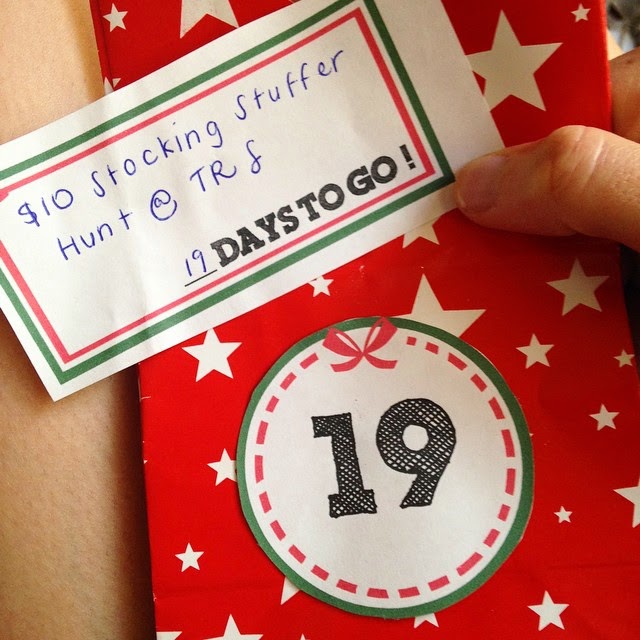 $10 Stocking Stuffer
Hunt @ TRS
19 DAYS TO GO!
19